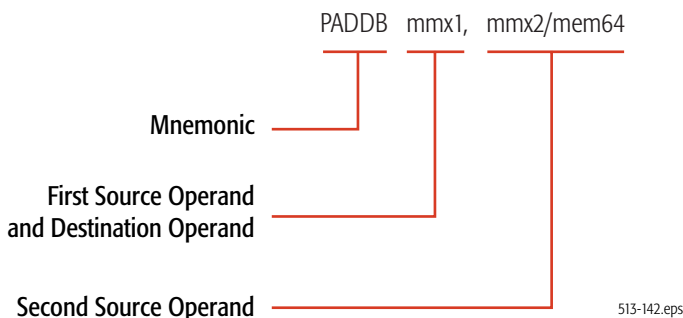 PADDB mmx1, mmx2/mem64
Mnemonic
First Source Operand
and Destination Operand
Second Source Operand
513-142.eps